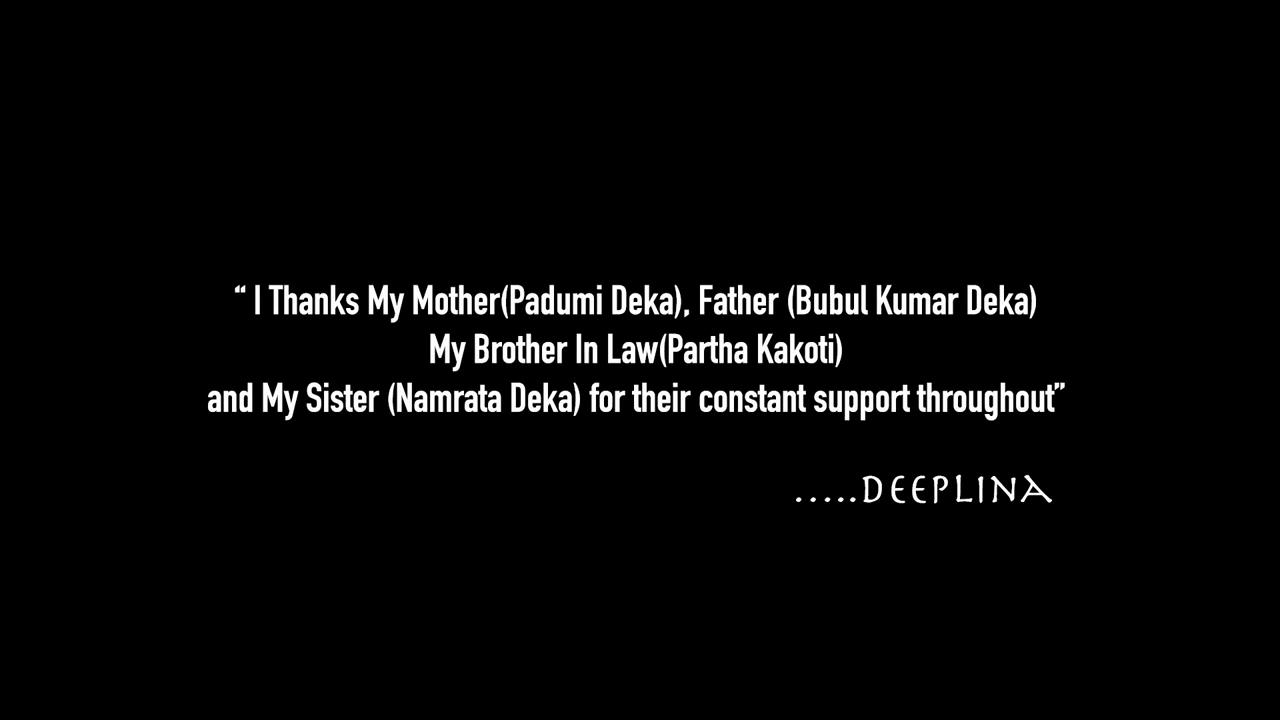 “ I Thanks My Mother(Padumi Deka), Father (Bubul Kumar Deka)
My Brother In Law(Partha Kakoti)
and My Sister (Namrata Deka) for their constant support throughout”
.....DEEPLINA